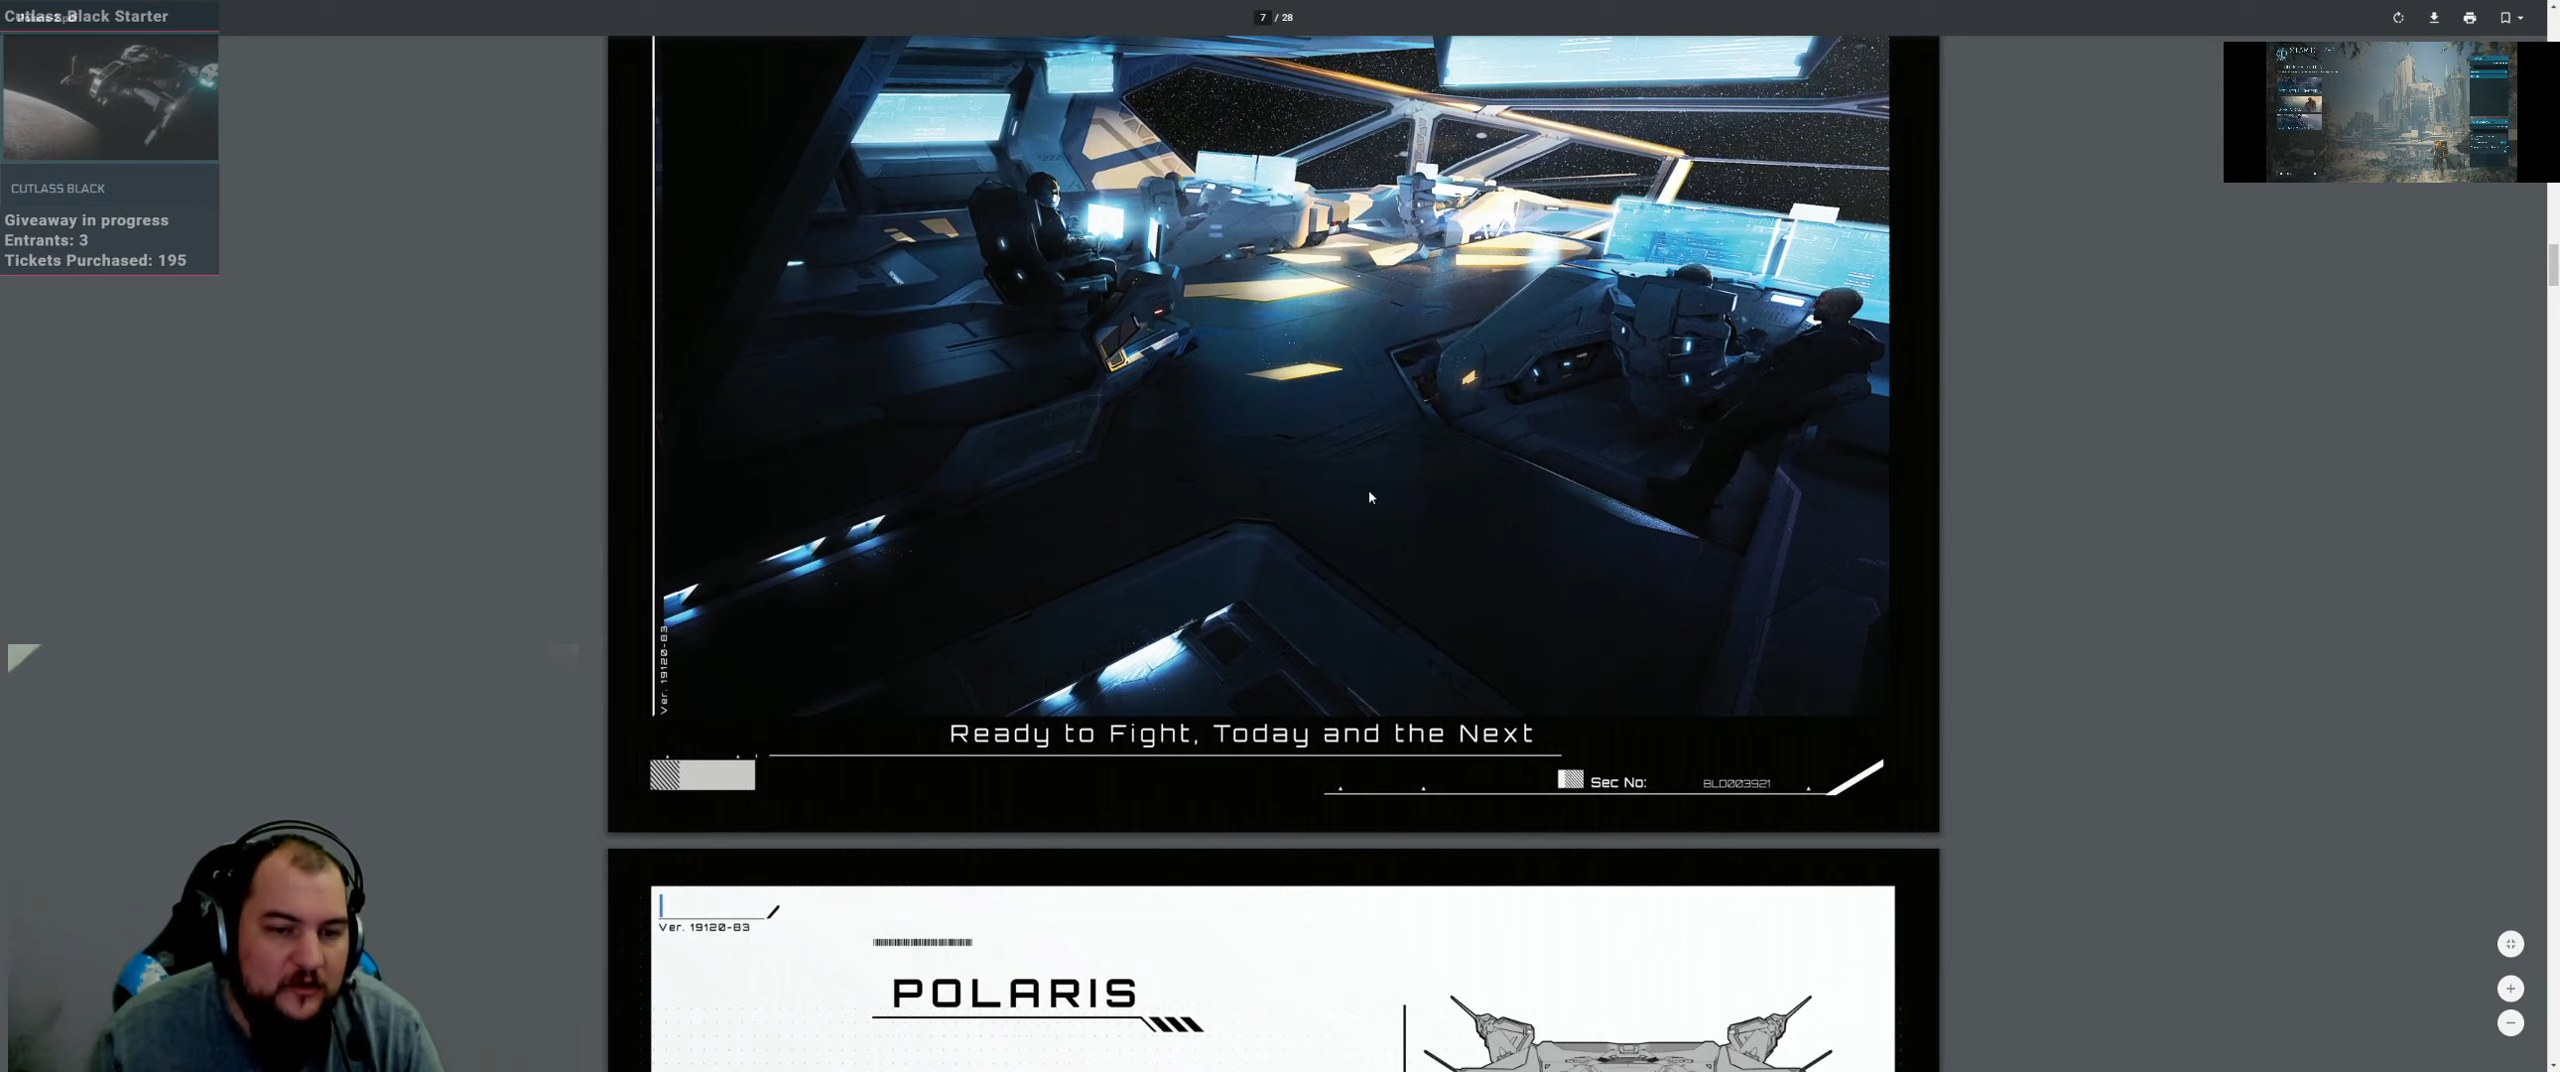 Cutlass Black Starter
7 / 28
CUTLASS BLACK
Giveaway in progress
Entrants: 3
Tickets Purchased: 195
Ver. 19120-83
Ready to Fight, Today and the Next
Sec No:
BLD003921
Ver. 19120-83
POLARIS